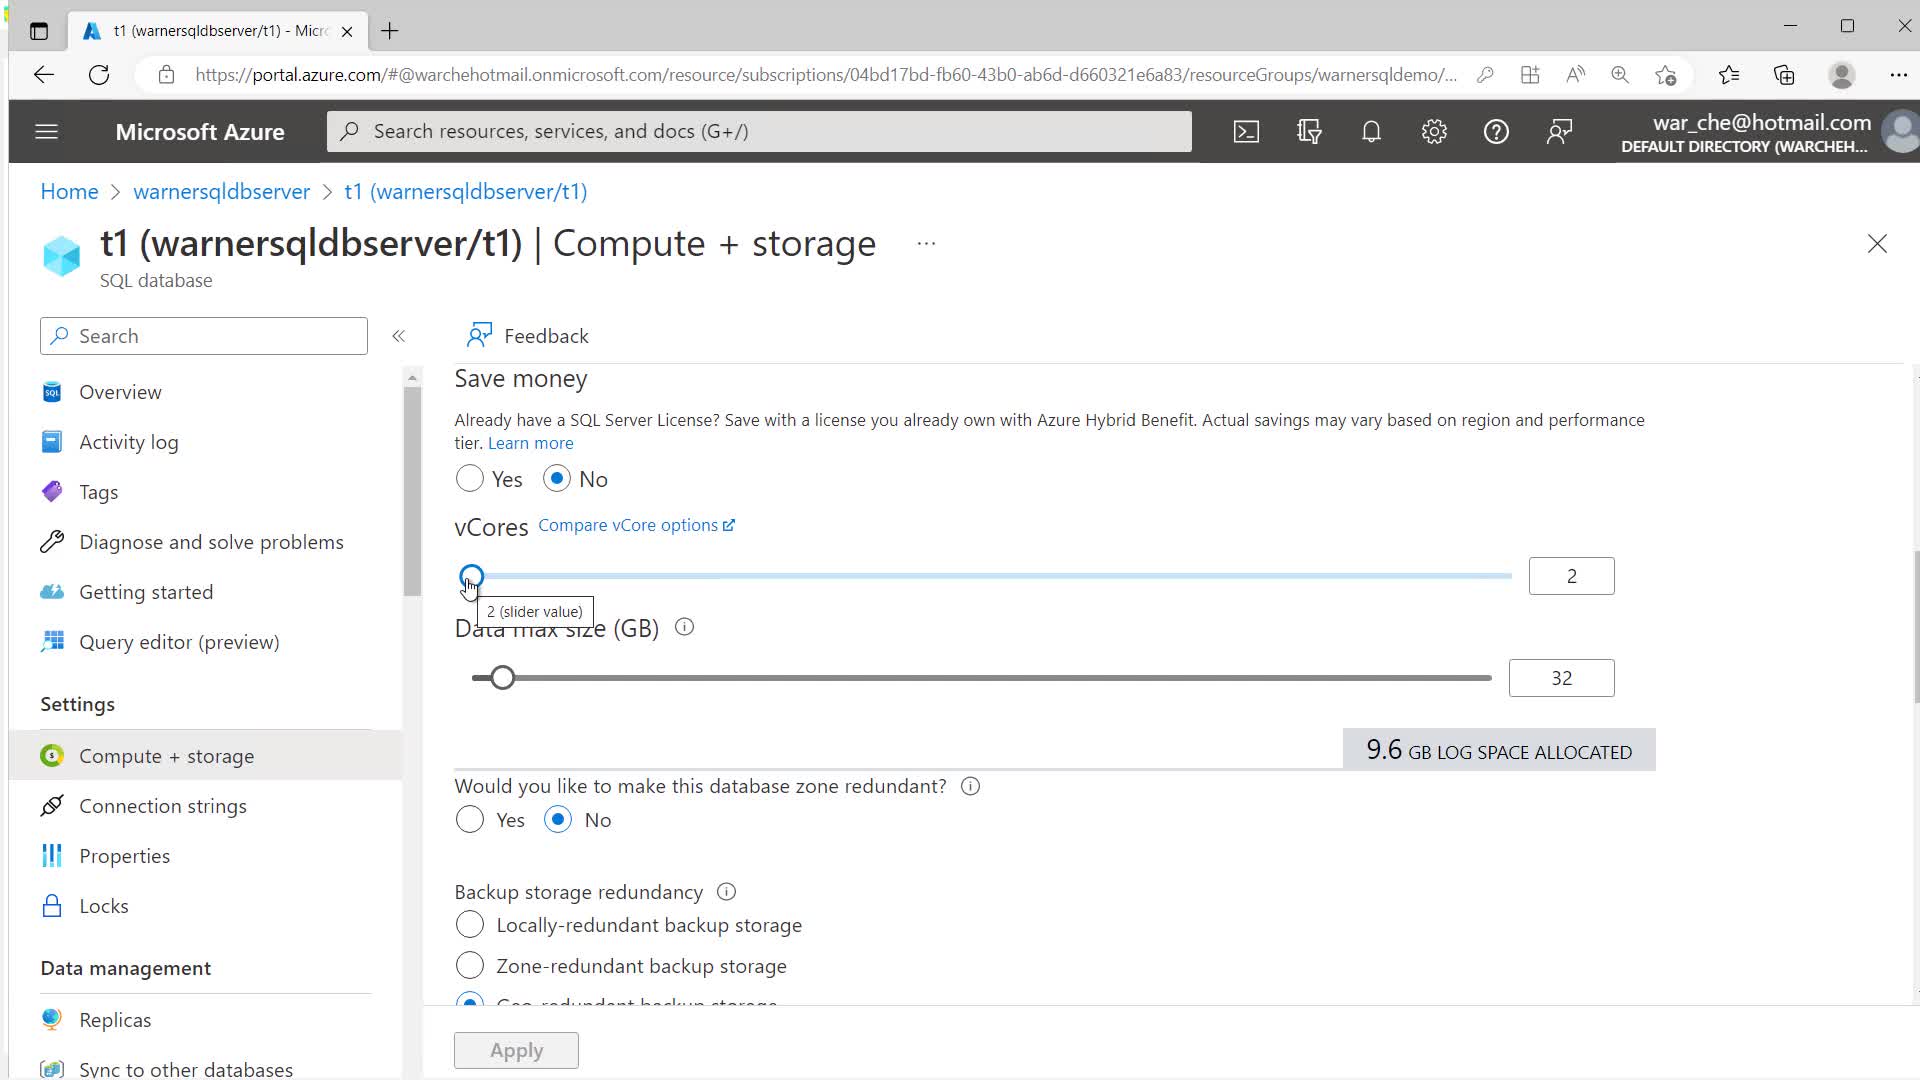 t1 (warnersqldbserver/t1) - Micr
https://portal.azure.com/#@warchehotmail.onmicrosoft.com/resource/subscriptions/04bd17bd-fb60-43b0-ab6d-d660321e6a83/resourceGroups/warnersqldemo/...
Microsoft Azure
Search resources, services, and docs (G+/)
war_che@hotmail.com
DEFAULT DIRECTORY (WARCHEH...
Home > warnersqldbserver > t1 (warnersqldbserver/t1)
t1 (warnersqldbserver/t1) | Compute + storage ...
SQL database
Search
Overview
Activity log
Tags
Diagnose and solve problems
Getting started
Query editor (preview)
Settings
Compute + storage
Connection strings
Properties
Locks
Data management
Replicas
Sync to other databases
Feedback
Save money
Already have a SQL Server License? Save with a license you already own with Azure Hybrid Benefit. Actual savings may vary based on region and performance
tier. Learn more
Yes No
vCores Compare vCore options
2
2 (slider value)
Data max size (GB)
32
9.6 GB LOG SPACE ALLOCATED
Would you like to make this database zone redundant?
Yes No
Backup storage redundancy
Locally-redundant backup storage
Zone-redundant backup storage
Geo-redundant backup storage
Apply